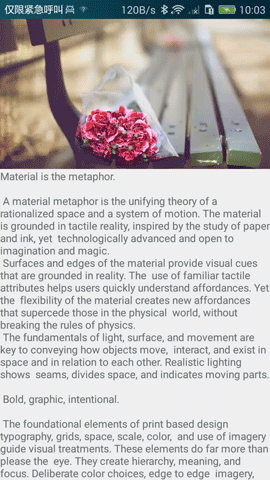 仅限紧急呼叫 120B/s 10:03
Material is the metaphor.
A material metaphor is the unifying theory of a
rationalized space and a system of motion. The material
is grounded in tactile reality, inspired by the study of paper
and ink, yet  technologically advanced and open to
imagination and magic.
Surfaces and edges of the material provide visual cues
that are grounded in reality. The  use of familiar tactile
attributes helps users quickly understand affordances. Yet
the  flexibility of the material creates new affordances
that supercede those in the physical  world, without
breaking the rules of physics.
The fundamentals of light, surface, and movement are
key to conveying how objects move,  interact, and exist in
space and in relation to each other. Realistic lighting
shows  seams, divides space, and indicates moving parts.
Bold, graphic, intentional.
The foundational elements of print based design
typography, grids, space, scale, color,  and use of imagery
guide visual treatments. These elements do far more than
please the  eye. They create hierarchy, meaning, and
focus. Deliberate color choices, edge to edge  imagery,